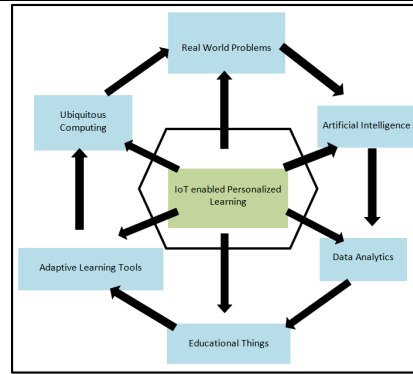 Real World Problems
Ubiquitous
Computing
Artificial Intelligence
IoT enabled Personalized
Learning
Adaptive Learning Tools
Data Analytics
Educational Things